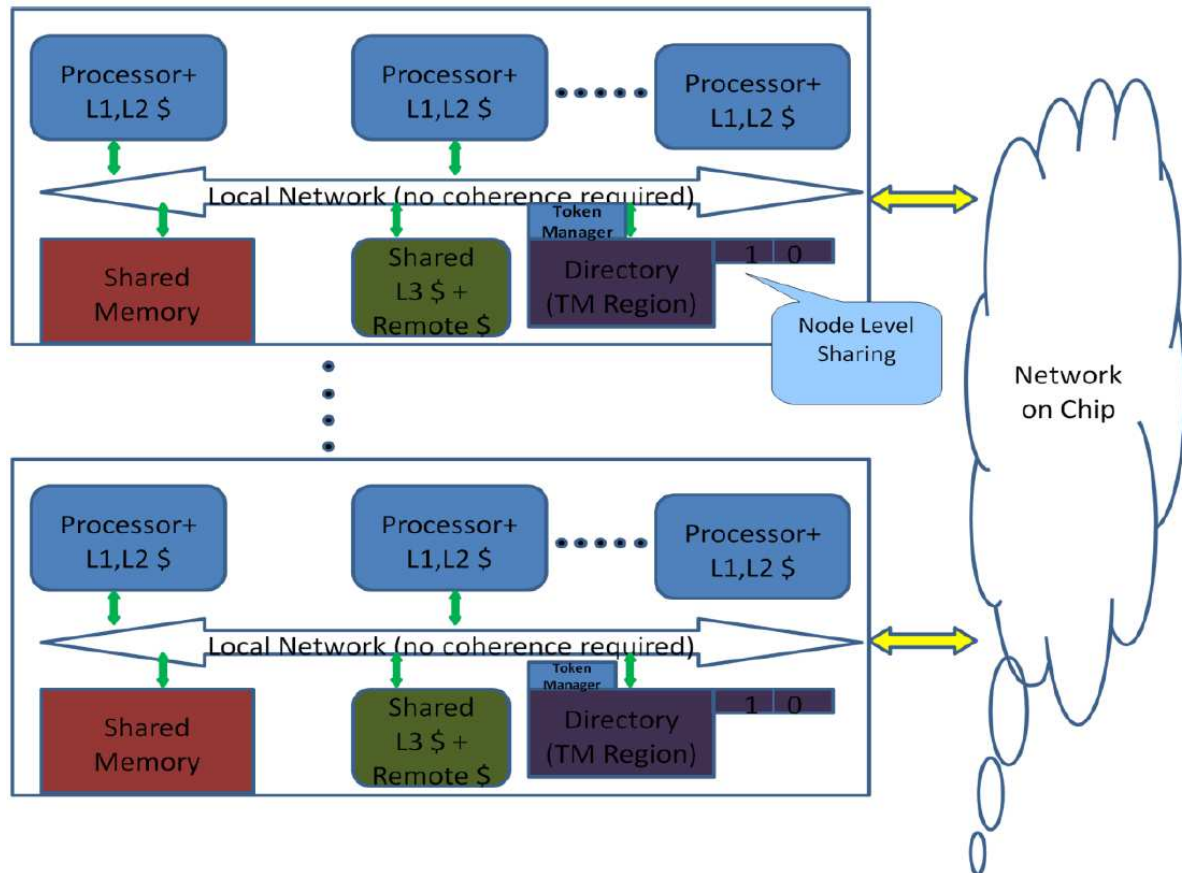 Processor+
L1,L2 $
Processor+
L1,L2 $
Processor+
L1,L2 $
Local Network (no coherence required)
Token
Manager
Shared
Memory
Shared
L3 $ +
Remote $
Directory
(TM Region)
1 0
Node Level
Sharing
Network
on Chip
Processor+
L1,L2 $
Processor+
L1,L2 $
Processor+
L1,L2 $
Local Network (no coherence required)
Token
Manager
Shared
Memory
Shared
L3 $ +
Remote $
Directory
(TM Region)
1 0